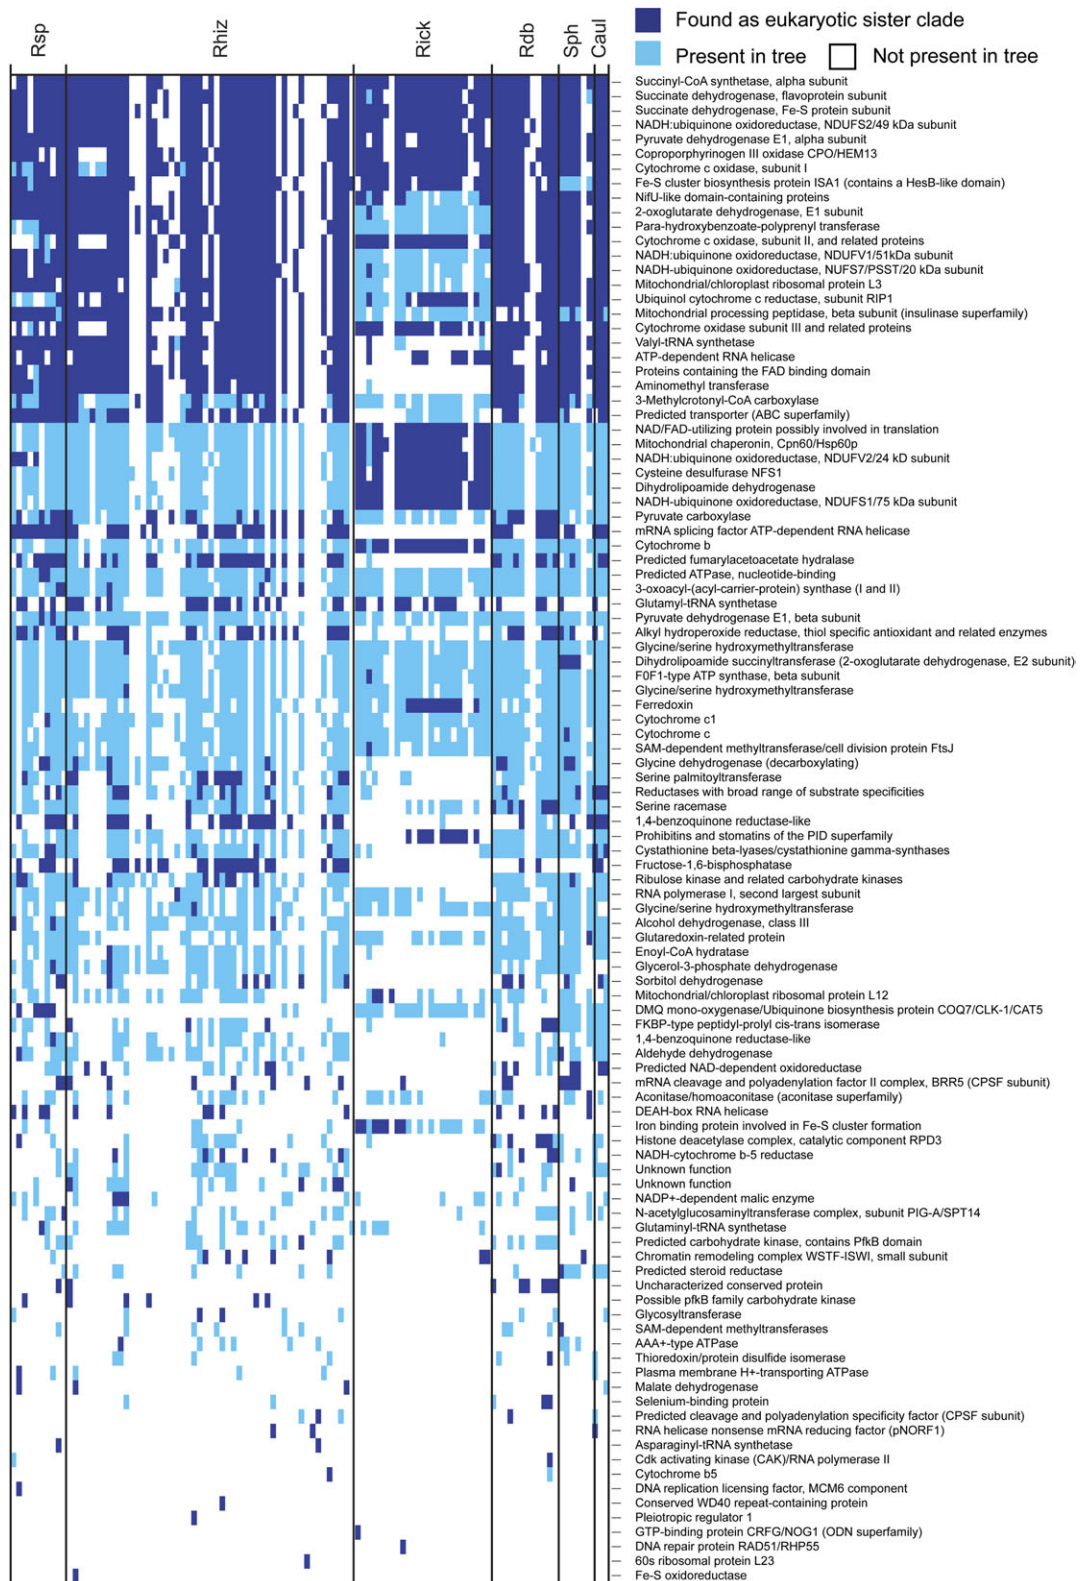 Rsp
Rhiz
Rick
Rdb
Sph
Caul
Found as eukaryotic sister clade
Present in tree
Not present in tree
Succinyl-CoA synthetase, alpha subunit
Succinate dehydrogenase, flavoprotein subunit
Succinate dehydrogenase, Fe-S protein subunit
NADH:ubiquinone oxidoreductase, NDUFS2/49 kDa subunit
Pyruvate dehydrogenase E1, alpha subunit
Coproporphyrinogen III oxidase CPO/HEM13
Cytochrome c oxidase, subunit I
Fe-S cluster biosynthesis protein ISA1 (contains a HesB-like domain)
NifU-like domain-containing proteins
2-oxoglutarate dehydrogenase, E1 subunit
Para-hydroxybenzoate-polyprenyl transferase
Cytochrome c oxidase, subunit II, and related proteins
NADH:ubiquinone oxidoreductase, NDUFV1/51kDa subunit
NADH-ubiquinone oxidoreductase, NUFS7/PSST/20 kDa subunit
Mitochondrial/chloroplast ribosomal protein L3
Ubiquinol cytochrome c reductase, subunit RIP1
Mitochondrial processing peptidase, beta subunit (insulinase superfamily)
Cytochrome oxidase subunit III and related proteins
Valyl-tRNA synthetase
ATP-dependent RNA helicase
Proteins containing the FAD binding domain
Aminomethyl transferase
3-Methylcrotonyl-CoA carboxylase
Predicted transporter (ABC superfamily)
NAD/FAD-utilizing protein possibly involved in translation
Mitochondrial chaperonin, Cpn60/Hsp60p
NADH:ubiquinone oxidoreductase, NDUFV2/24 kD subunit
Cysteine desulfurase NFS1
Dihydrolipoamide dehydrogenase
NADH-ubiquinone oxidoreductase, NDUFS1/75 kDa subunit
Pyruvate carboxylase
mRNA splicing factor ATP-dependent RNA helicase
Cytochrome b
Predicted fumarylacetoacetate hydralase
Predicted ATPase, nucleotide-binding
3-oxoacyl-(acyl-carrier-protein) synthase (I and II)
Glutamyl-tRNA synthetase
Pyruvate dehydrogenase E1, beta subunit
Alkyl hydroperoxide reductase, thiol specific antioxidant and related enzymes
Glycine/serine hydroxymethyltransferase
Dihydrolipoamide succinyltransferase (2-oxoglutarate dehydrogenase, E2 subunit)
F0F1-type ATP synthase, beta subunit
Glycine/serine hydroxymethyltransferase
Ferredoxin
Cytochrome c1
Cytochrome c
SAM-dependent methyltransferase/cell division protein FtsJ
Glycine dehydrogenase (decarboxylating)
Serine palmitoyltransferase
Reductases with broad range of substrate specificities
Serine racemase
1,4-benzoquinone reductase-like
Prohibitins and stomatins of the PID superfamily
Cystathionine beta-lyases/cystathionine gamma-synthases
Fructose-1,6-bisphosphatase
Ribulose kinase and related carbohydrate kinases
RNA polymerase I, second largest subunit
Glycine/serine hydroxymethyltransferase
Alcohol dehydrogenase, class III
Glutaredoxin-related protein
Enoyl-CoA hydratase
Glycerol-3-phosphate dehydrogenase
Sorbitol dehydrogenase
Mitochondrial/chloroplast ribosomal protein L12
DMQ mono-oxygenase/Ubiquinone biosynthesis protein COQ7/CLK-1/CAT5
FKBP-type peptidyl-prolyl cis-trans isomerase
1,4-benzoquinone reductase-like
Aldehyde dehydrogenase
Predicted NAD-dependent oxidoreductase
mRNA cleavage and polyadenylation factor II complex, BRR5 (CPSF subunit)
Aconitase/homoaconitase (aconitase superfamily)
DEAH-box RNA helicase
Iron binding protein involved in Fe-S cluster formation
Histone deacetylase complex, catalytic component RPD3
NADH-cytochrome b-5 reductase
Unknown function
Unknown function
NADP+-dependent malic enzyme
N-acetylglucosaminyltransferase complex, subunit PIG-A/SPT14
Glutaminyl-tRNA synthetase
Predicted carbohydrate kinase, contains PfkB domain
Chromatin remodeling complex WSTF-ISWI, small subunit
Predicted steroid reductase
Uncharacterized conserved protein
Possible pfkB family carbohydrate kinase
Glycosyltransferase
SAM-dependent methyltransferases
AAA+-type ATPase
Thioredoxin/protein disulfide isomerase
Plasma membrane H+-transporting ATPase
Malate dehydrogenase
Selenium-binding protein
Predicted cleavage and polyadenylation specificity factor (CPSF subunit)
RNA helicase nonsense mRNA reducing factor (pNORF1)
Asparaginyl-tRNA synthetase
Cdk activating kinase (CAK)/RNA polymerase II
Cytochrome b5
DNA replication licensing factor, MCM6 component
Conserved WD40 repeat-containing protein
Pleiotropic regulator 1
GTP-binding protein CRFG/NOG1 (ODN superfamily)
DNA repair protein RAD51/RHP55
60s ribosomal protein L23
Fe-S oxidoreductase